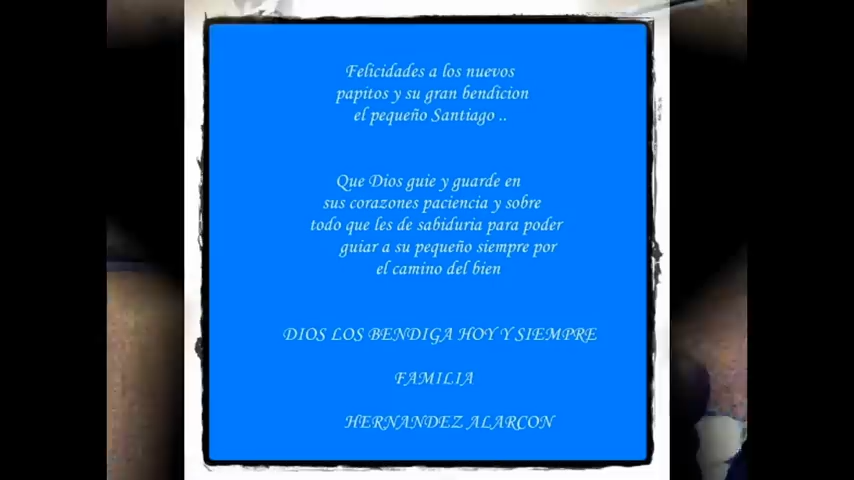 Felicidades a los nuevos
papitos y su gran bendicion
el pequeño Santiago ..
Que Dios guie y guarde en
sus corazones paciencia y sobre
todo que les de sabiduria para poder
guiar a su pequeño siempre por
el camino del bien
DIOS LOS BENDIGA HOY Y SIEMPRE
FAMILIA
HERNANDEZ ALARCON